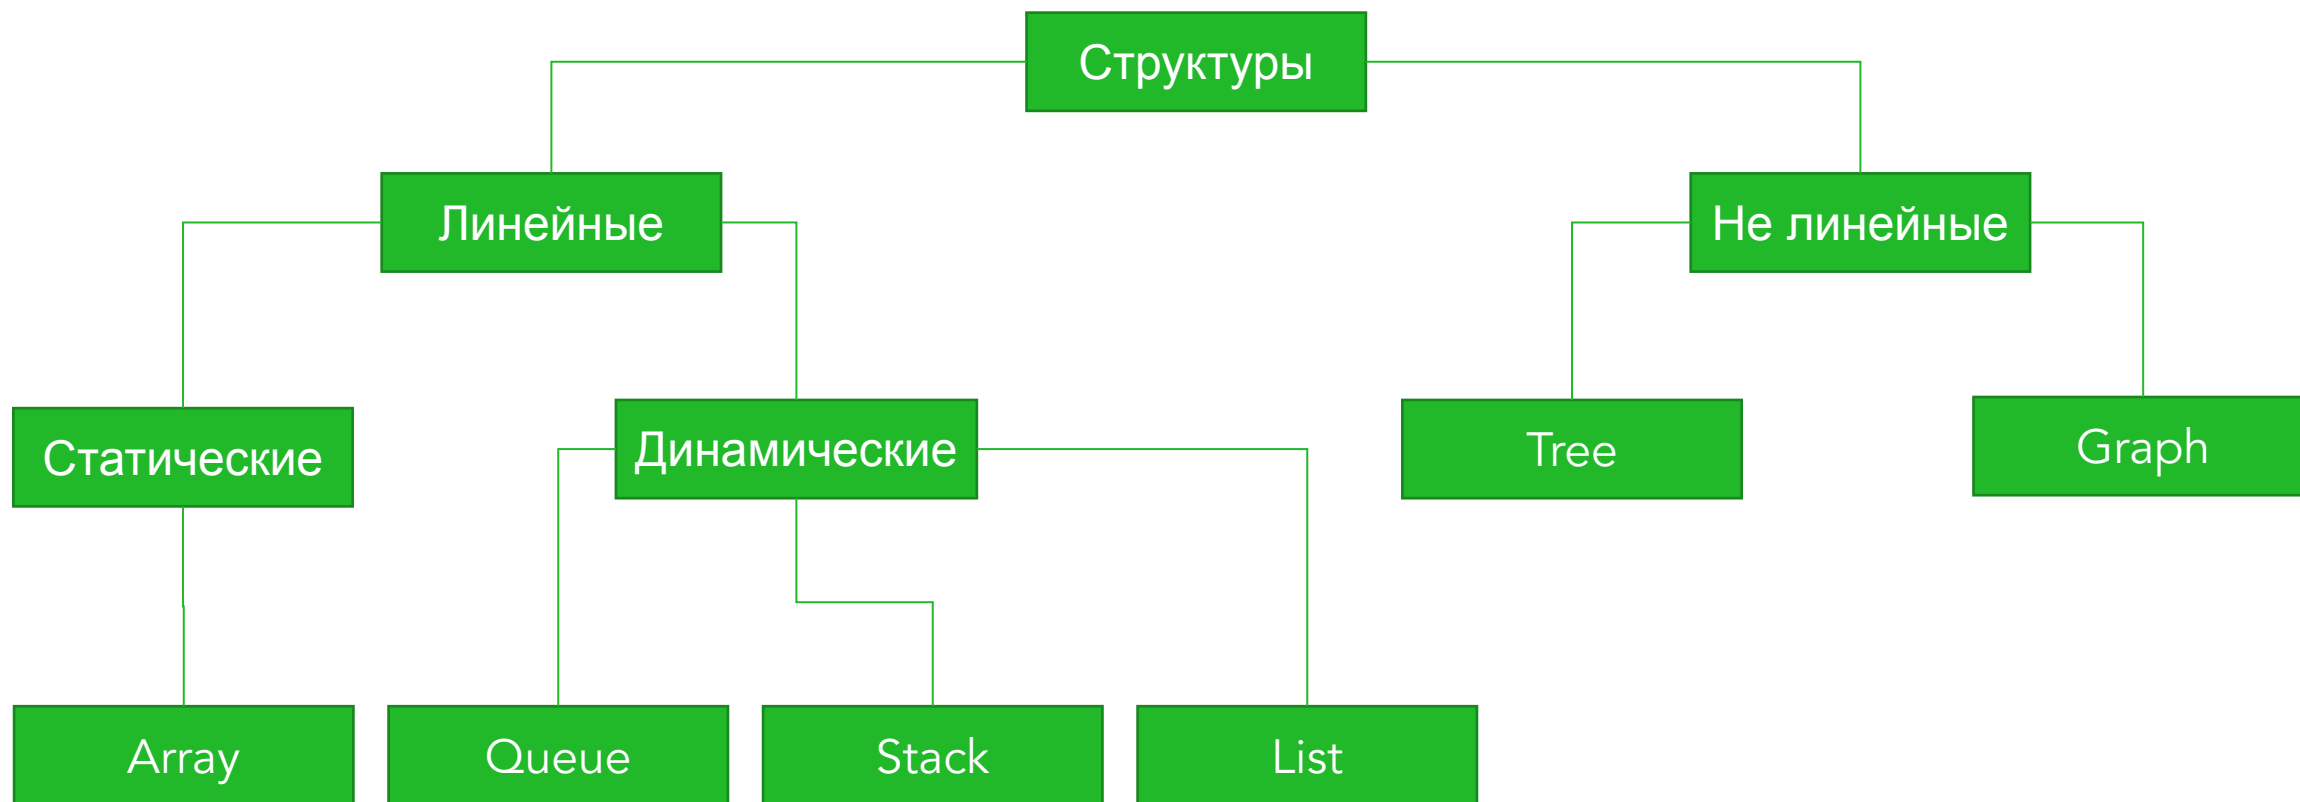 Структуры
Линейные
Не линейные
Статические
Динамические
Tree
Graph
Array
Queue
Stack
List